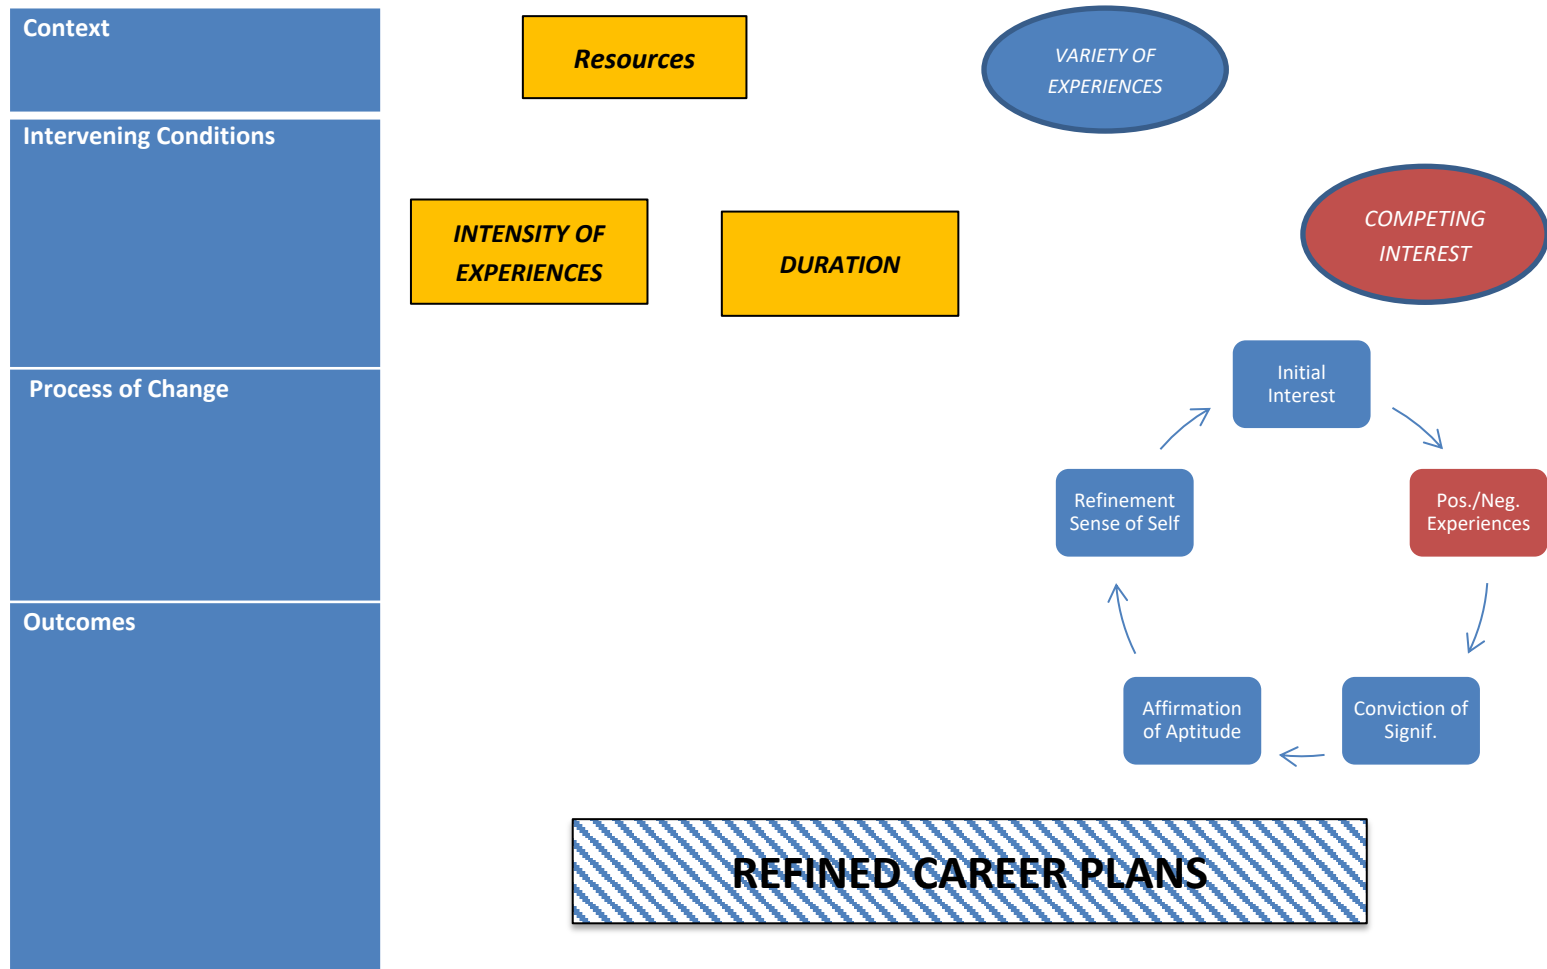 Context
Resources
VARIETY OF
EXPERIENCES
Intervening Conditions
INTENSITY OF
EXPERIENCES
DURATION
COMPETING
INTEREST
Process of Change
Initial
Interest
Refinement
Sense of Self
Pos./Neg.
Experiences
Outcomes
Affirmation
of Aptitude
Conviction of
Signif.
REFINED CAREER PLANS